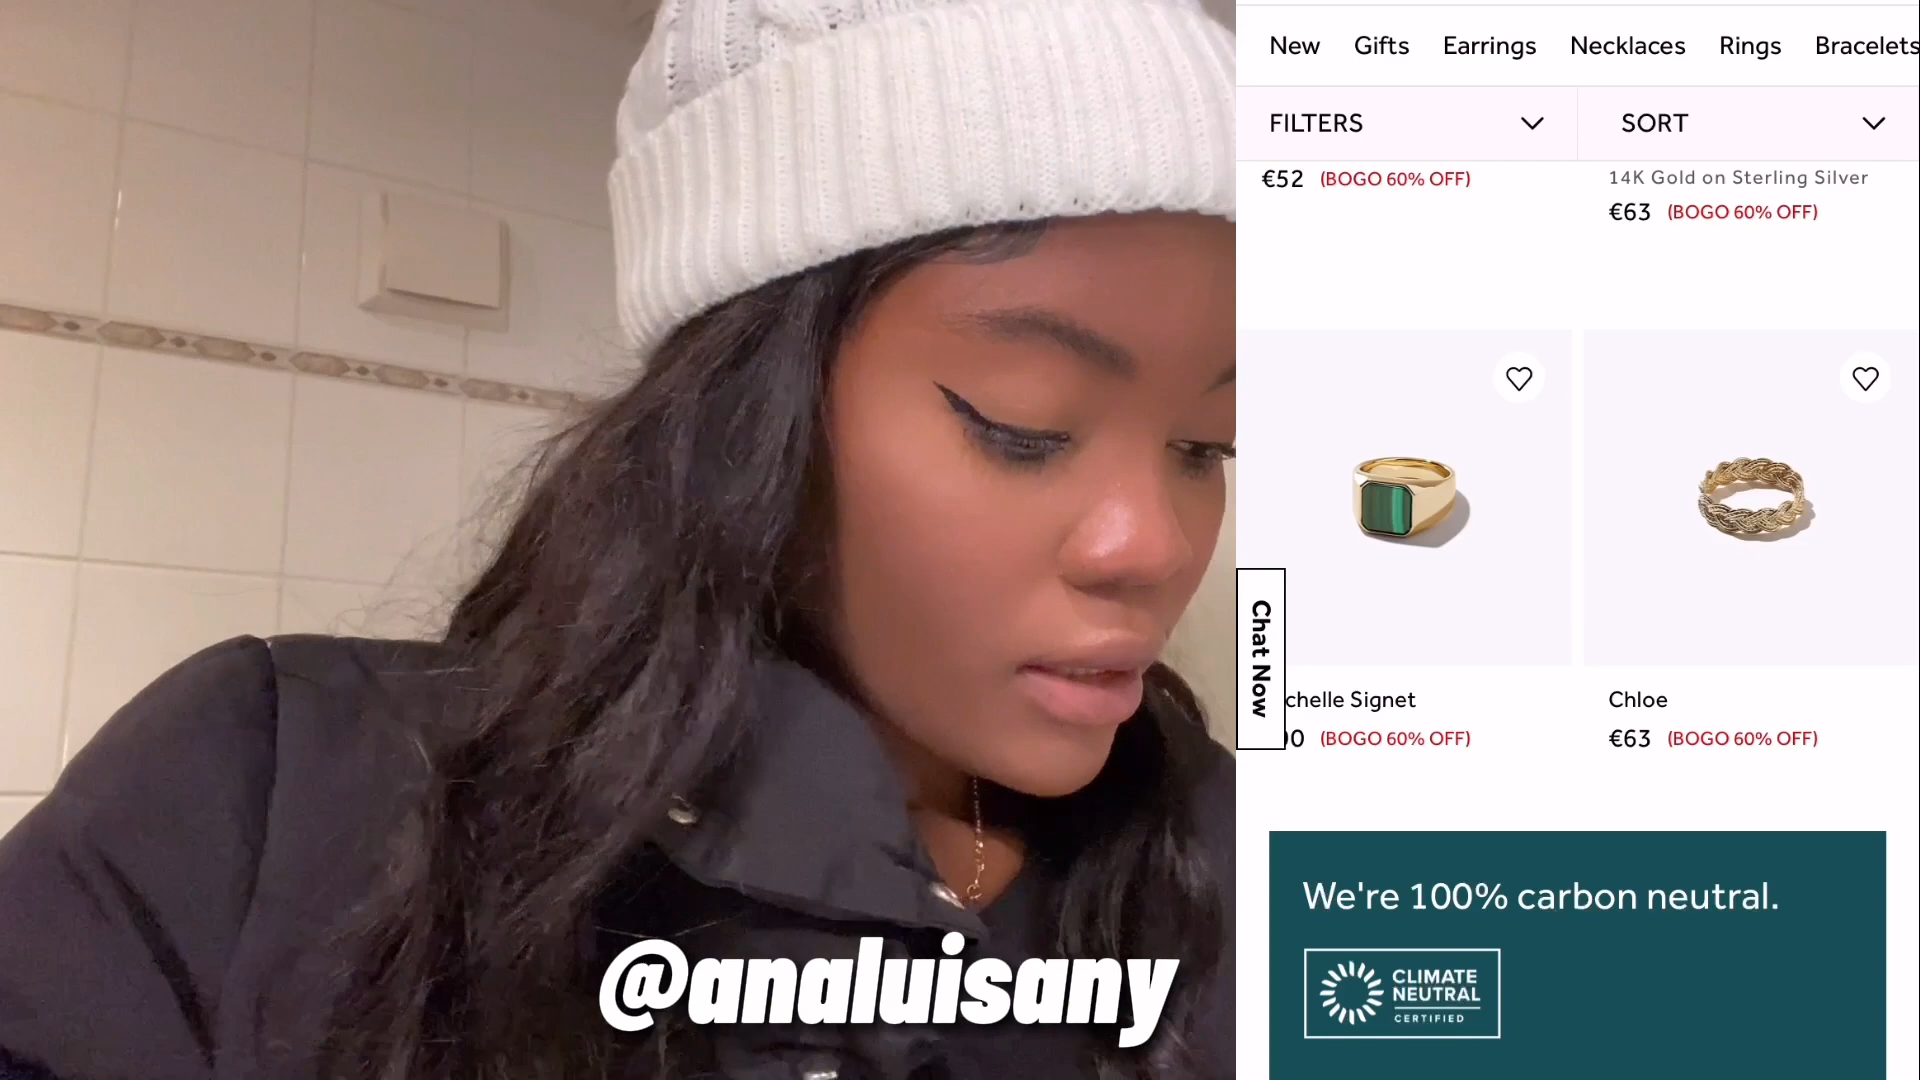 @analuisany
New Gifts Earrings Necklaces Rings Bracelets
FILTERS SORT
€52 (BOGO 60% OFF)
14K Gold on Sterling Silver
€63 (BOGO 60% OFF)
Chat Now
chelle Signet
0 (BOGO 60% OFF)
Chloe
€63 (BOGO 60% OFF)
We're 100% carbon neutral.
CLIMATE
NEUTRAL
CERTIFIED